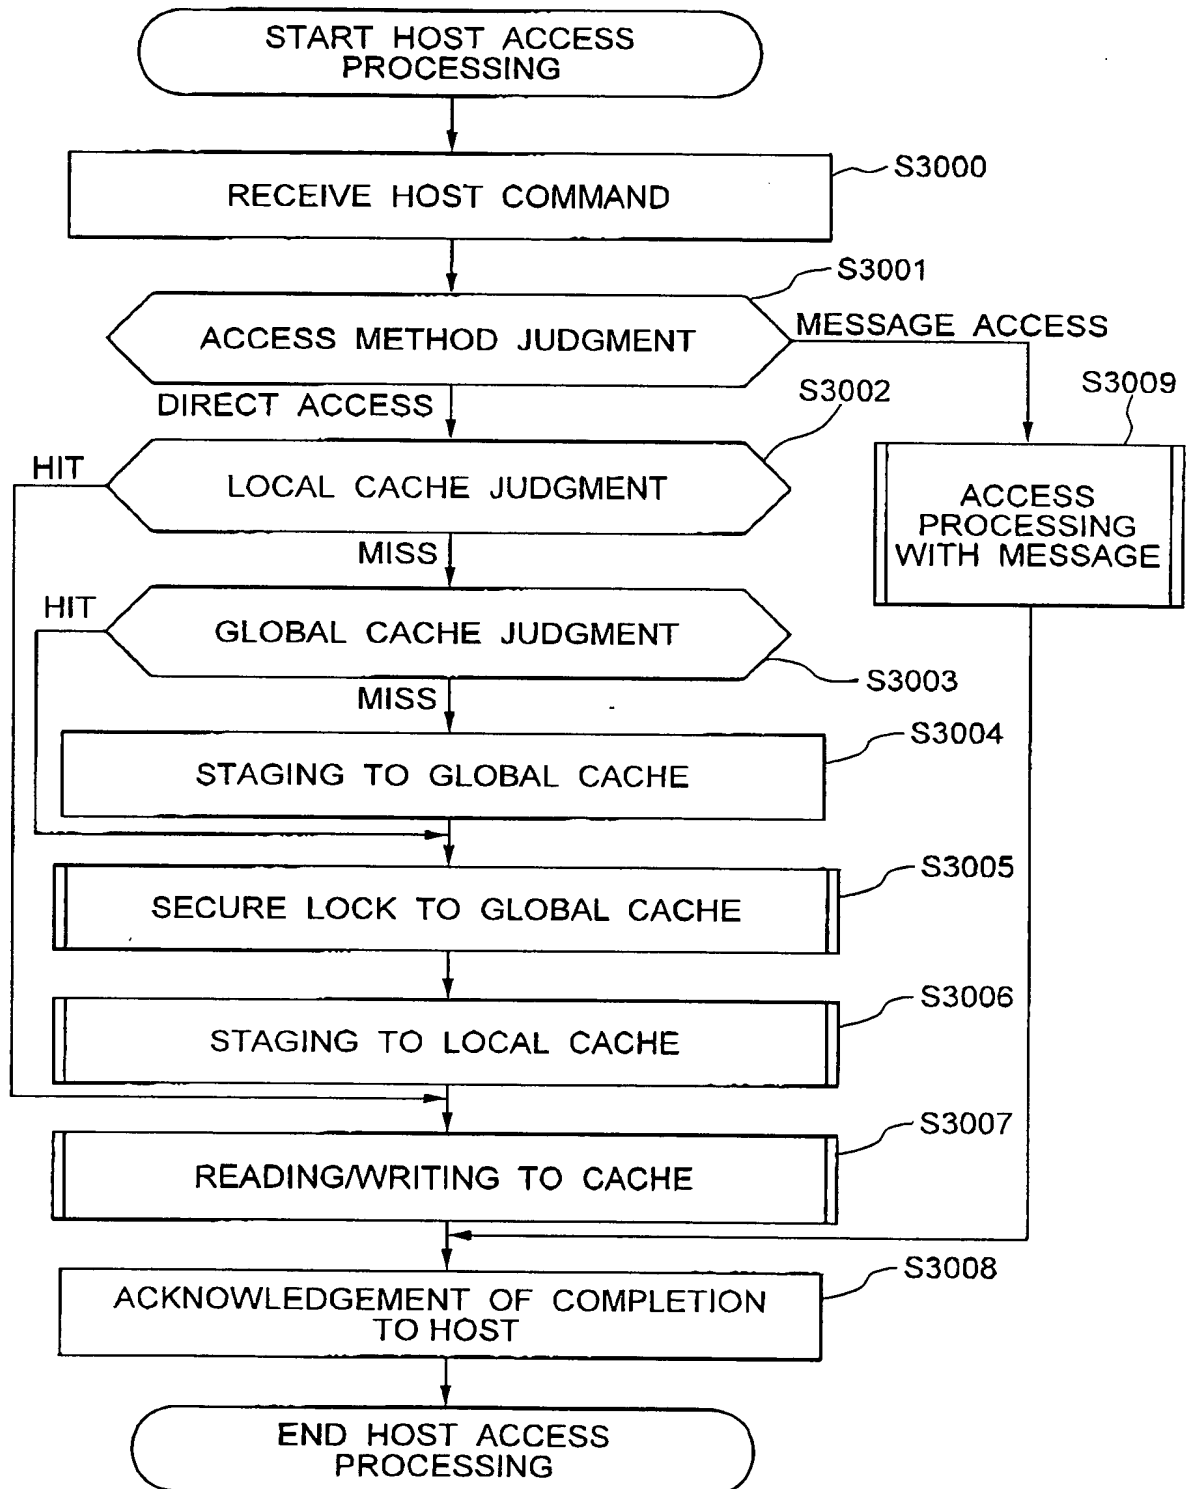 START HOST ACCESS
PROCESSING
S3000
RECEIVE HOST COMMAND
S3001
ACCESS METHOD JUDGMENT
MESSAGE ACCESS
DIRECT ACCESS
S3002
S3009
HIT
LOCAL CACHE JUDGMENT
ACCESS
PROCESSING
WITH MESSAGE
MISS
HIT
GLOBAL CACHE JUDGMENT
S3003
MISS
S3004
STAGING TO GLOBAL CACHE
S3005
SECURE LOCK TO GLOBAL CACHE
S3006
STAGING TO LOCAL CACHE
S3007
READING/WRITING TO CACHE
S3008
ACKNOWLEDGEMENT OF COMPLETION
TO HOST
END HOST ACCESS
PROCESSING